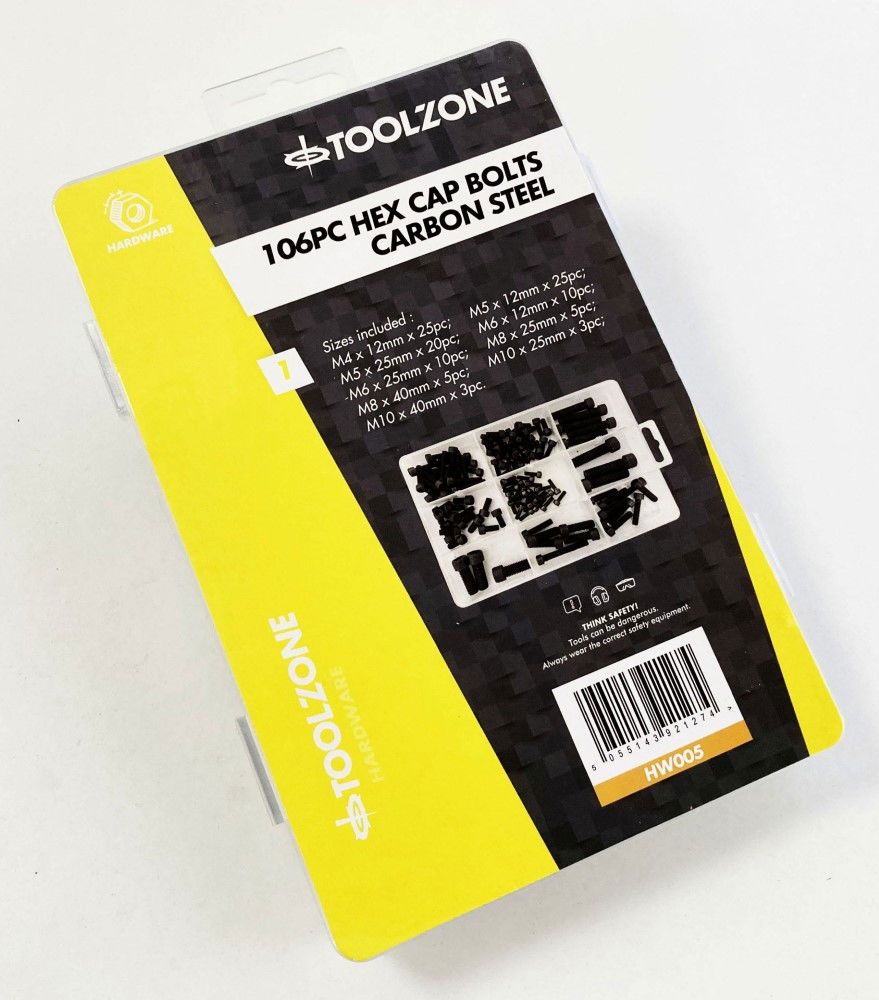 TOOLZONE
HARDWARE
106PC HEX CAP BOLTS
CARBON STEEL
1
Sizes included :
M4 x 12mm x 25pc;
M5 x 25mm x 20pc;
M6 x 25mm x 10pc;
M8 x 40mm x 5pc;
M10 x 40mm x 3pc.
M5 x 12mm x 25pc;
M6 x 12mm x 10pc;
M8 x 25mm x 5pc;
M10 x 25mm x 3pc;
THINK SAFETY!
Tools can be dangerous.
Always wear the correct safety equipment.
TOOLZONE
HARDWARE
5 055143 921274 >
HW005